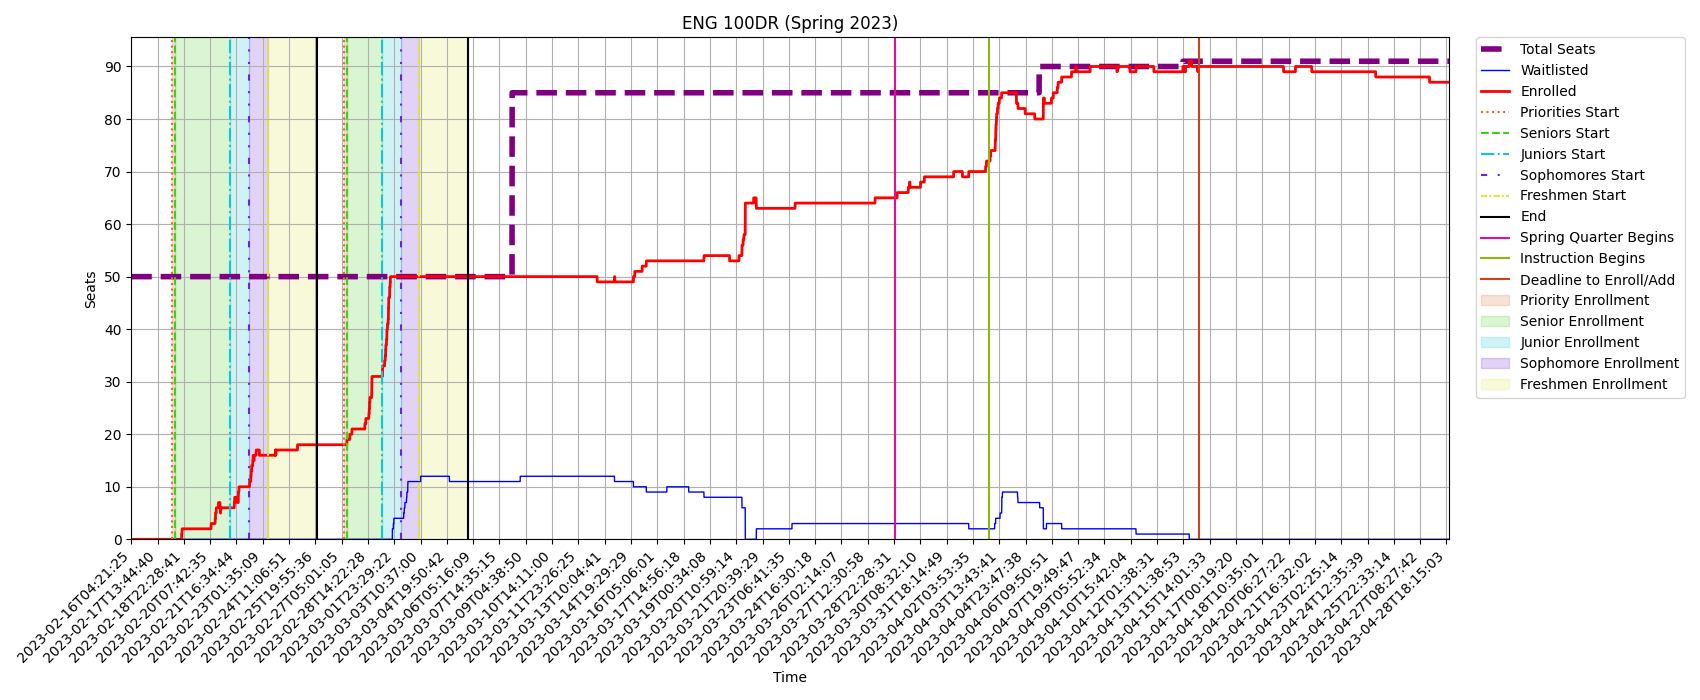 ENG 100DR (Spring 2023)
Seats
90
80
70
60
50
40
30
20
10
0
2023-02-16T04:21:25
2023-02-17T13:44:40
2023-02-18T22:28:41
2023-02-20T07:42:35
2023-02-21T16:34:44
2023-02-23T01:35:09
2023-02-24T11:06:51
2023-02-25T19:55:36
2023-02-27T05:01:05
2023-02-28T14:22:28
2023-03-01T23:29:22
2023-03-03T10:37:00
2023-03-04T19:50:42
2023-03-06T05:16:09
2023-03-07T14:35:15
2023-03-09T04:38:50
2023-03-10T14:11:00
2023-03-11T23:26:25
2023-03-13T10:04:41
2023-03-14T19:29:29
2023-03-16T05:06:01
2023-03-17T14:56:18
2023-03-19T00:34:08
2023-03-20T10:59:14
2023-03-21T20:39:29
2023-03-23T06:41:35
2023-03-24T16:30:18
2023-03-26T02:14:07
2023-03-27T12:30:58
2023-03-28T22:28:31
2023-03-30T08:32:10
2023-03-31T18:14:49
2023-04-02T03:53:35
2023-04-03T13:43:41
2023-04-04T23:47:38
2023-04-06T09:50:51
2023-04-07T19:49:47
2023-04-09T05:52:34
2023-04-10T15:42:04
2023-04-12T01:38:31
2023-04-13T11:38:53
2023-04-15T14:01:33
2023-04-17T00:19:20
2023-04-18T10:35:01
2023-04-20T06:27:22
2023-04-21T16:32:02
2023-04-23T02:25:14
2023-04-24T12:35:39
2023-04-25T22:33:14
2023-04-27T08:27:42
2023-04-28T18:15:03
Time
Total Seats
Waitlisted
Enrolled
Priorities Start
Seniors Start
Juniors Start
Sophomores Start
Freshmen Start
End
Spring Quarter Begins
Instruction Begins
Deadline to Enroll/Add
Priority Enrollment
Senior Enrollment
Junior Enrollment
Sophomore Enrollment
Freshmen Enrollment